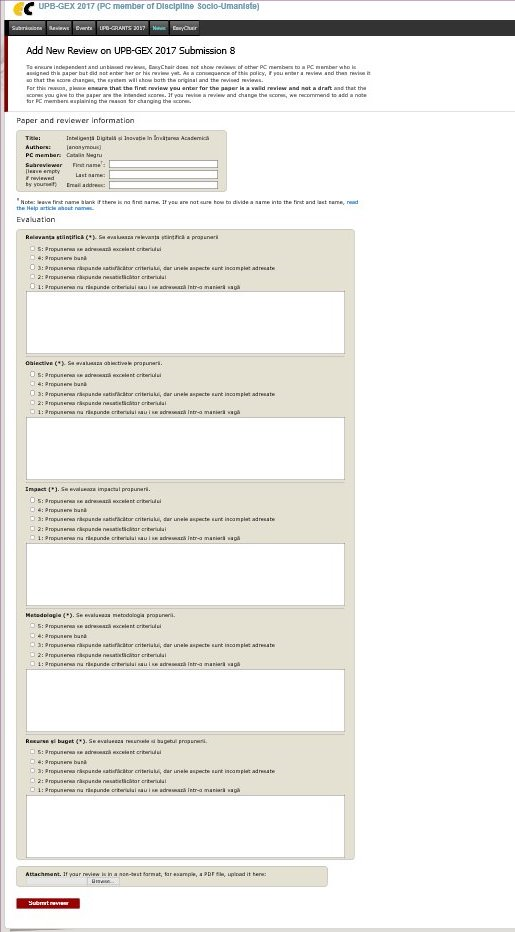 UPB-GEX 2017 (PC member of Discipline Socio-Umaniste)
Submissions Reviews Events UPB-GRANTS 2017 News EasyChair
Add New Review on UPB-GEX 2017 Submission 8
To ensure independent and unbiased reviews, EasyChair does not show reviews of other PC members to a PC member who is
assigned this paper but did not enter her or his review yet. As a consequence of this policy, if you enter a review and then revise it
so that the score changes, the system will show both the original and the revised reviews.
For this reason, please ensure that the first review you enter for the paper is a valid review and not a draft and that the
scores you give to the paper are the intended scores. If you revise a review and change the scores, we recommend to add a note
for PC members explaining the reason for changing the scores.
Paper and reviewer information
Title: Inteligenţă Digitală şi Inovaţie în Învăţarea Academică
Authors: (anonymous)
PC member: Catalin Negru
Subreviewer
(leave empty
if reviewed
by yourself)
First name*:
Last name:
Email address:
* Note: leave first name blank if there is no first name. If you are not sure how to divide a name into the first and last name, read
the Help article about names.
Evaluation
Relevanţa ştiinţifică (*). Se evalueaza relevanţa ştiinţifică a propunerii
5: Propunerea se adresează excelent criteriului
4: Propunere bună
3: Propunerea răspunde satisfăcător criteriului, dar unele aspecte sunt incomplet adresate
2: Propunerea răspunde nesatisfăcător criteriului
1: Propunerea nu răspunde criteriului sau i se adresează într-o manieră vagă
Obiective (*). Se evalueaza obiectivele propunerii.
5: Propunerea se adresează excelent criteriului
4: Propunere bună
3: Propunerea răspunde satisfăcător criteriului, dar unele aspecte sunt incomplet adresate
2: Propunerea răspunde nesatisfăcător criteriului
1: Propunerea nu răspunde criteriului sau i se adresează într-o manieră vagă
Impact (*). Se evalueaza impactul propunerii.
5: Propunerea se adresează excelent criteriului
4: Propunere bună
3: Propunerea răspunde satisfăcător criteriului, dar unele aspecte sunt incomplet adresate
2: Propunerea răspunde nesatisfăcător criteriului
1: Propunerea nu răspunde criteriului sau i se adresează într-o manieră vagă
Metodologie (*). Se evalueaza metodologia propunerii.
5: Propunerea se adresează excelent criteriului
4: Propunere bună
3: Propunerea răspunde satisfăcător criteriului, dar unele aspecte sunt incomplet adresate
2: Propunerea răspunde nesatisfăcător criteriului
1: Propunerea nu răspunde criteriului sau i se adresează într-o manieră vagă
Resurse şi buget (*). Se evalueaza resursele si bugetul propunerii.
5: Propunerea se adresează excelent criteriului
4: Propunere bună
3: Propunerea răspunde satisfăcător criteriului, dar unele aspecte sunt incomplet adresate
2: Propunerea răspunde nesatisfăcător criteriului
1: Propunerea nu răspunde criteriului sau i se adresează într-o manieră vagă
Attachment. If your review is in a non-text format, for example, a PDF file, upload it here:
Browse...
Submit review